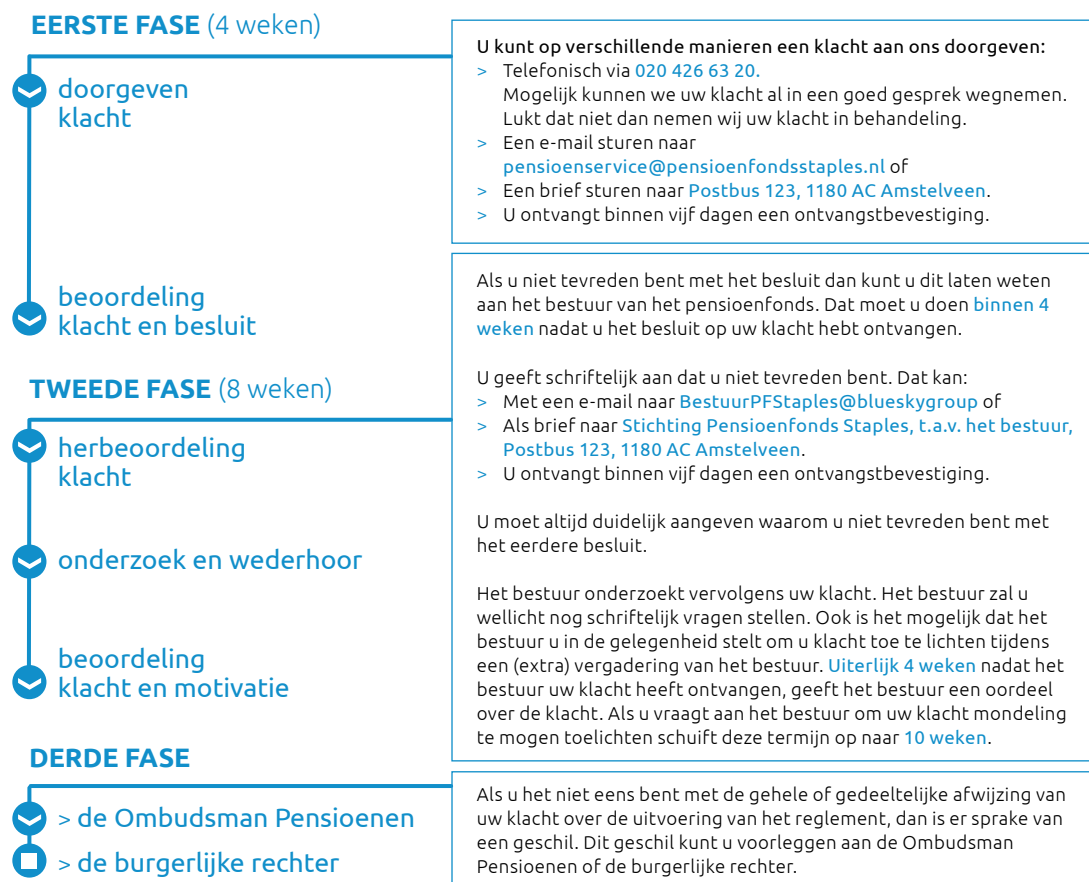 EERSTE FASE (4 weken)
doorgeven
klacht
U kunt op verschillende manieren een klacht aan ons doorgeven:
> Telefonisch via 020 426 63 20.
Mogelijk kunnen we uw klacht al in een goed gesprek wegnemen.
Lukt dat niet dan nemen wij uw klacht in behandeling.
> Een e-mail sturen naar
pensioenservice@pensioenfondsstaples.nl of
> Een brief sturen naar Postbus 123, 1180 AC Amstelveen.
> U ontvangt binnen vijf dagen een ontvangstbevestiging.
beoordeling
klacht en besluit
Als u niet tevreden bent met het besluit dan kunt u dit laten weten
aan het bestuur van het pensioenfonds. Dat moet u doen binnen 4
weken nadat u het besluit op uw klacht hebt ontvangen.
TWEEDE FASE (8 weken)
herbeoordeling
klacht
onderzoek en wederhoor
beoordeling
klacht en motivatie
U geeft schriftelijk aan dat u niet tevreden bent. Dat kan:
> Met een e-mail naar BestuurPFStaples@blueskygroup of
> Als brief naar Stichting Pensioenfonds Staples, t.a.v. het bestuur,
Postbus 123, 1180 AC Amstelveen.
> U ontvangt binnen vijf dagen een ontvangstbevestiging.
U moet altijd duidelijk aangeven waarom u niet tevreden bent met
het eerdere besluit.
Het bestuur onderzoekt vervolgens uw klacht. Het bestuur zal u
wellicht nog schriftelijk vragen stellen. Ook is het mogelijk dat het
bestuur u in de gelegenheid stelt om u klacht toe te lichten tijdens
een (extra) vergadering van het bestuur. Uiterlijk 4 weken nadat het
bestuur uw klacht heeft ontvangen, geeft het bestuur een oordeel
over de klacht. Als u vraagt aan het bestuur om uw klacht mondeling
te mogen toelichten schuift deze termijn op naar 10 weken.
DERDE FASE
> de Ombudsman Pensioenen
> de burgerlijke rechter
Als u het niet eens bent met de gehele of gedeeltelijke afwijzing van
uw klacht over de uitvoering van het reglement, dan is er sprake van
een geschil. Dit geschil kunt u voorleggen aan de Ombudsman
Pensioenen of de burgerlijke rechter.